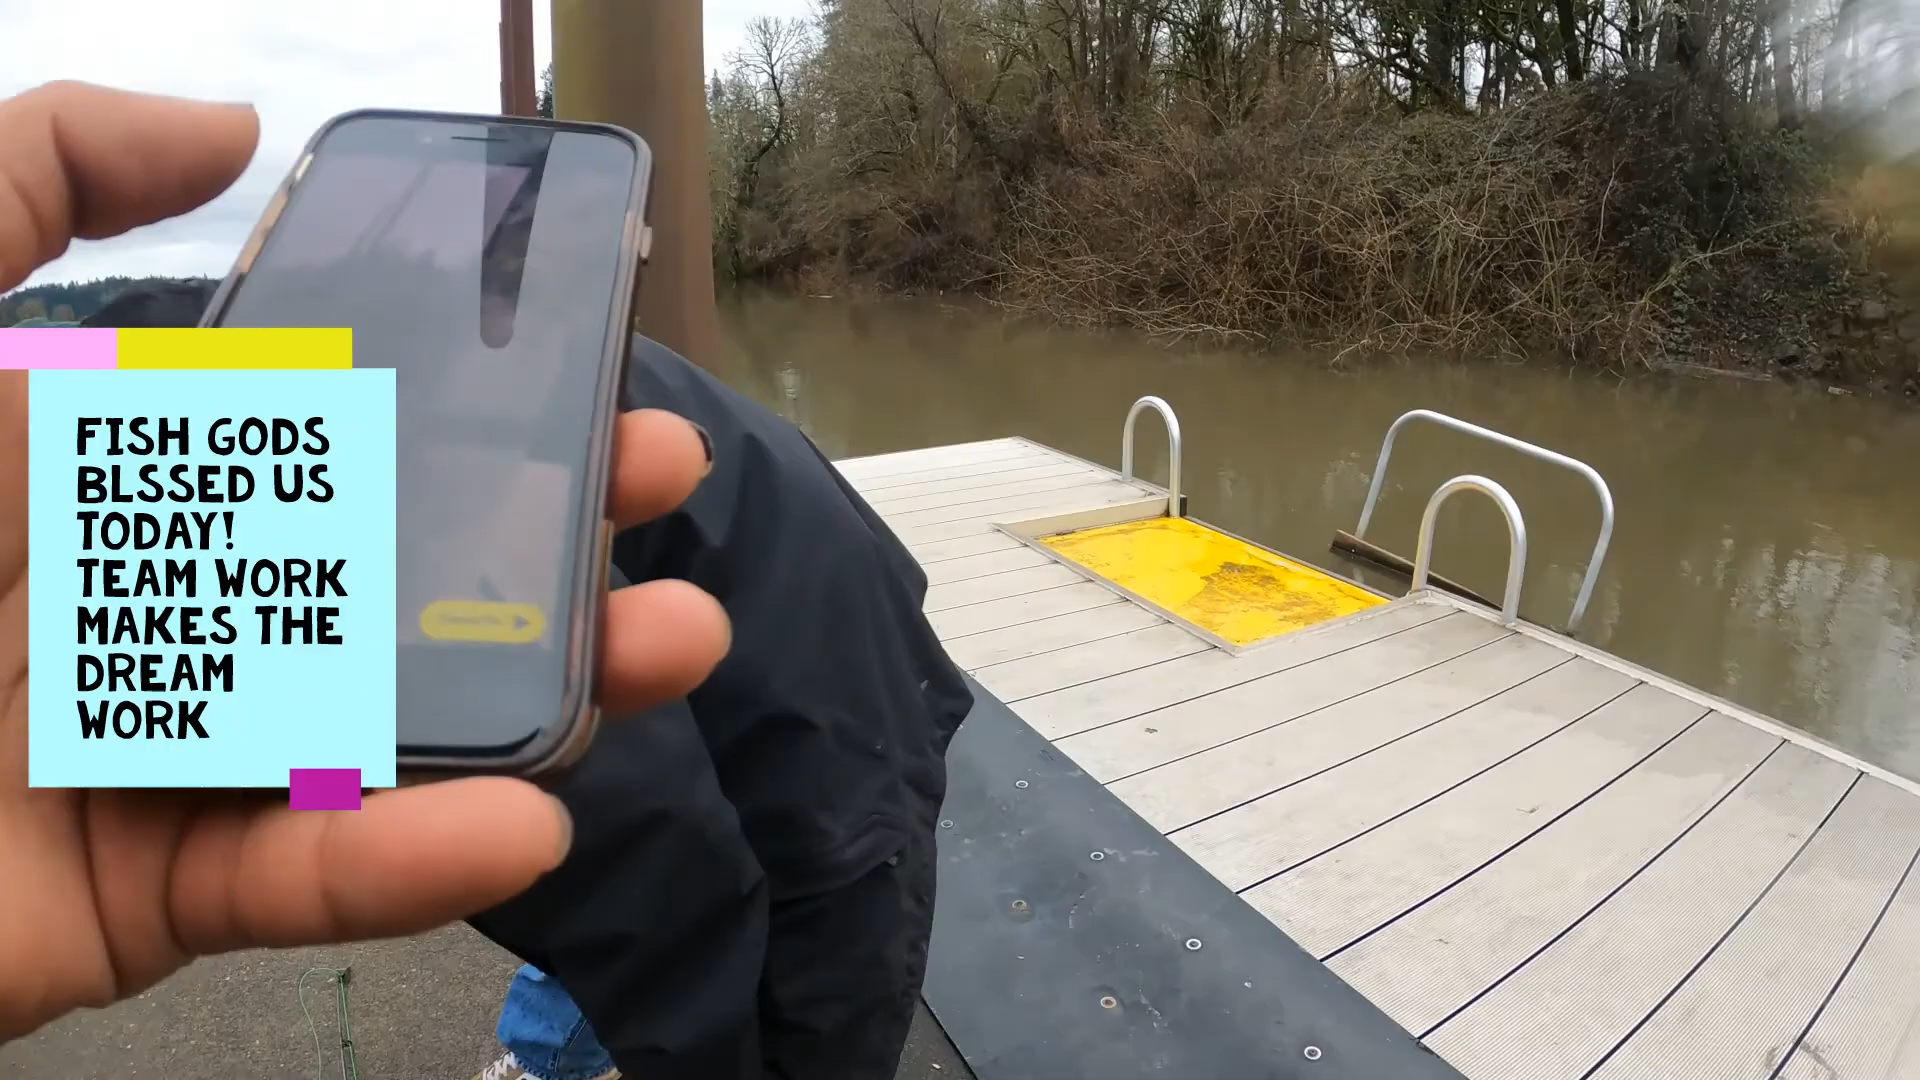 FISH GODS
BLSSED US
TODAY!
TEAM WORK
MAKES THE
DREAM
WORK